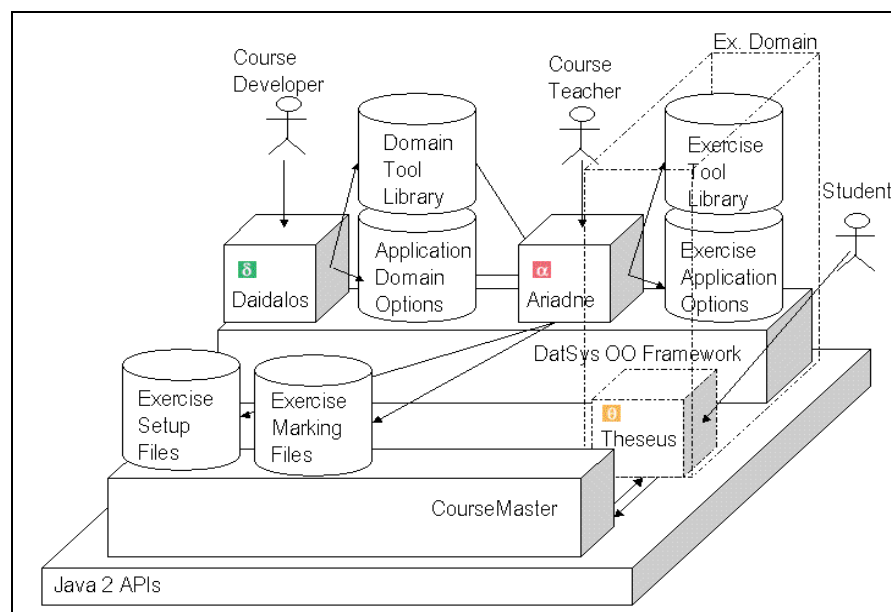 Ex. Domain
Course
Developer
Course
Teacher
Domain
Tool
Library
Exercise
Tool
Library
Student
δ
Daidalos
Application
Domain
Options
α
Ariadne
Exercise
Application
Options
DatSys OO Framework
Exercise
Setup
Files
Exercise
Marking
Files
θ
Theseus
CourseMaster
Java 2 APIs